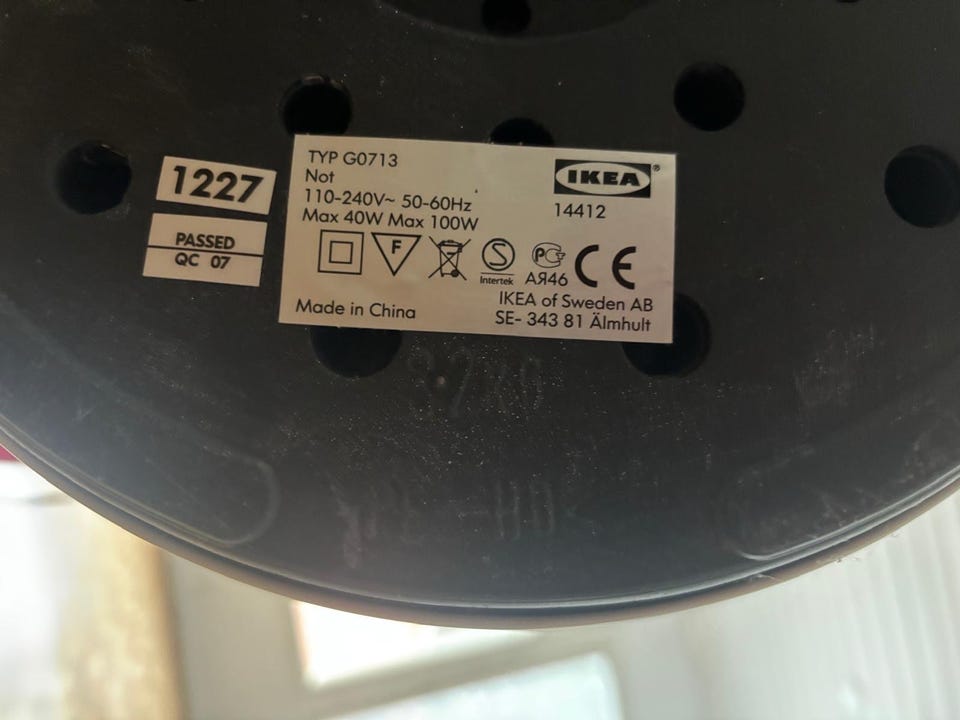 1227
PASSED
QC 07
TYP G0713
Not
110-240V~ 50-60Hz
Max 40W Max 100W
IKEA®
14412
F
S
Intertek
PG
АЯ46
CE
Made in China
IKEA of Sweden AB
SE- 343 81 Älmhult